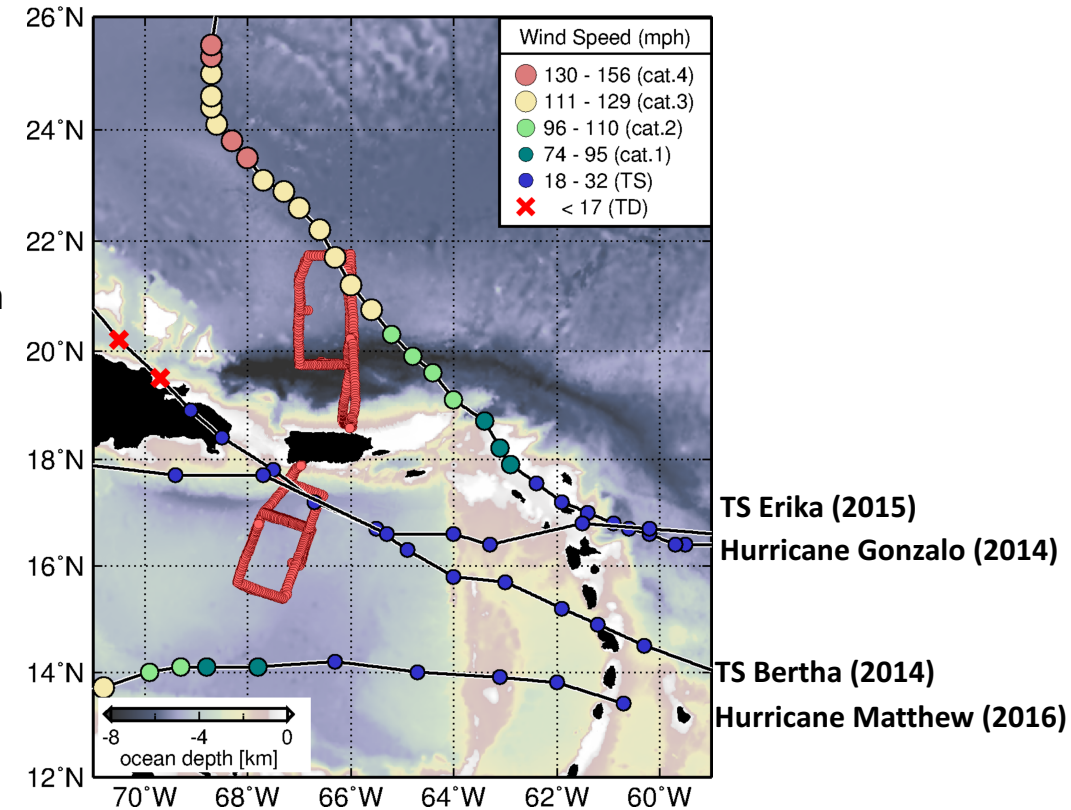 26°N
24°N
22°N
20°N
18°N
16°N
14°N
12°N
70°W 68°W 66°W 64°W 62°W 60°W
Wind Speed (mph)
130 - 156 (cat.4)
111 - 129 (cat.3)
96 - 110 (cat.2)
74 - 95 (cat.1)
18 - 32 (TS)
< 17 (TD)
TS Erika (2015)
Hurricane Gonzalo (2014)
TS Bertha (2014)
Hurricane Matthew (2016)
-8 -4 0
ocean depth [km]